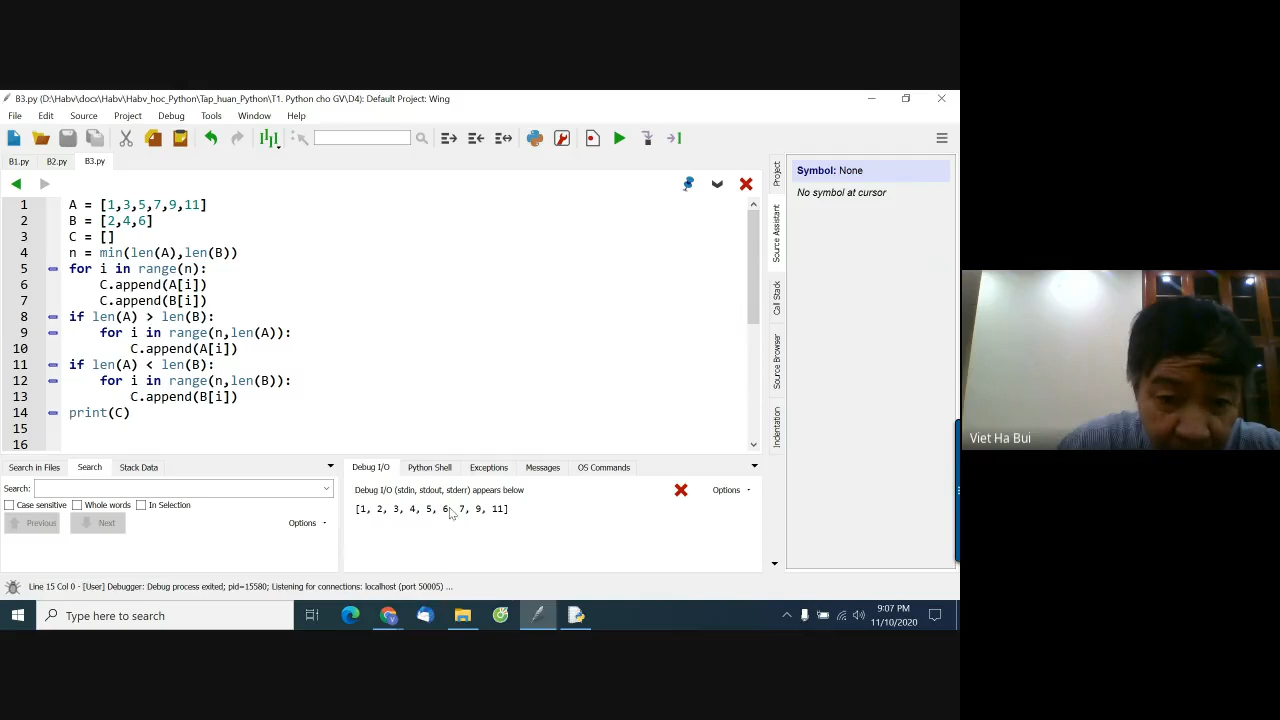 B3.py (D:\Habv\docx\Habv\Habv_hoc_Python\Tap_huan_Python\T1. Python cho GV\D4): Default Project: Wing
File Edit Source Project Debug Tools Window Help
B1.py B2.py B3.py
1 A = [1,3,5,7,9,11]
2 B = [2,4,6]
3 C = []
4 n = min(len(A),len(B))
5 for i in range(n):
6 C.append(A[i])
7 C.append(B[i])
8 if len(A) > len(B):
9 for i in range(n,len(A)):
10 C.append(A[i])
11 if len(A) < len(B):
12 for i in range(n,len(B)):
13 C.append(B[i])
14 print(C)
15
16
Project
Source Assistant
Call Stack
Source Browser
Indentation
Symbol: None
No symbol at cursor
Search in Files Search Stack Data
Search:
Case sensitive Whole words In Selection
Previous Next Options
Debug I/O Python Shell Exceptions Messages OS Commands
Debug I/O (stdin, stdout, stderr) appears below Options
[1, 2, 3, 4, 5, 6, 7, 9, 11]
Line 15 Col 0 - [User] Debugger: Debug process exited; pid=15580; Listening for connections: localhost (port 50005) ...
Type here to search
9:07 PM
11/10/2020
Viet Ha Bui